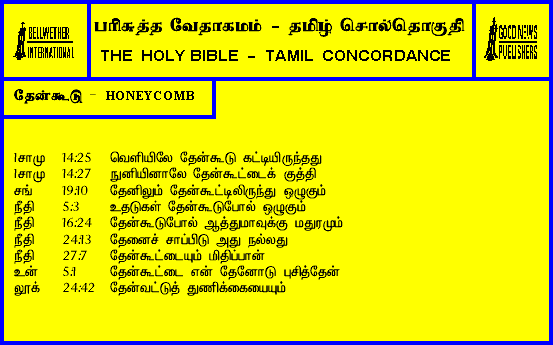 BELLWETHER
INTERNATIONAL
பரிசுத்த வேதாகமம் - தமிழ் சொல்தொகுதி
THE HOLY BIBLE - TAMIL CONCORDANCE
GOOD NEWS
PUBLISHERS
தேன்கூடு - HONEYCOMB
1சாமு 14:25 வெளியிலே தேன்கூடு கட்டியிருந்தது
1சாமு 14:27 நுனியினாலே தேன்கூட்டைக் குத்தி
சங் 19:10 தேனிலும் தேன்கூட்டிலிருந்து ஒழுகும்
நீதி 5:3 உதடுகள் தேன்கூடுபோல் ஒழுகும்
நீதி 16:24 தேன்கூடுபோல் ஆத்துமாவுக்கு மதுரமும்
நீதி 24:13 தேனைச் சாப்பிடு அது நல்லது
நீதி 27:7 தேன்கூட்டையும் மிதிப்பான்
உன் 5:1 தேன்கூட்டை என் தேனோடு புசித்தேன்
லூக் 24:42 தேன்வட்டுத் துணிக்கையையும்